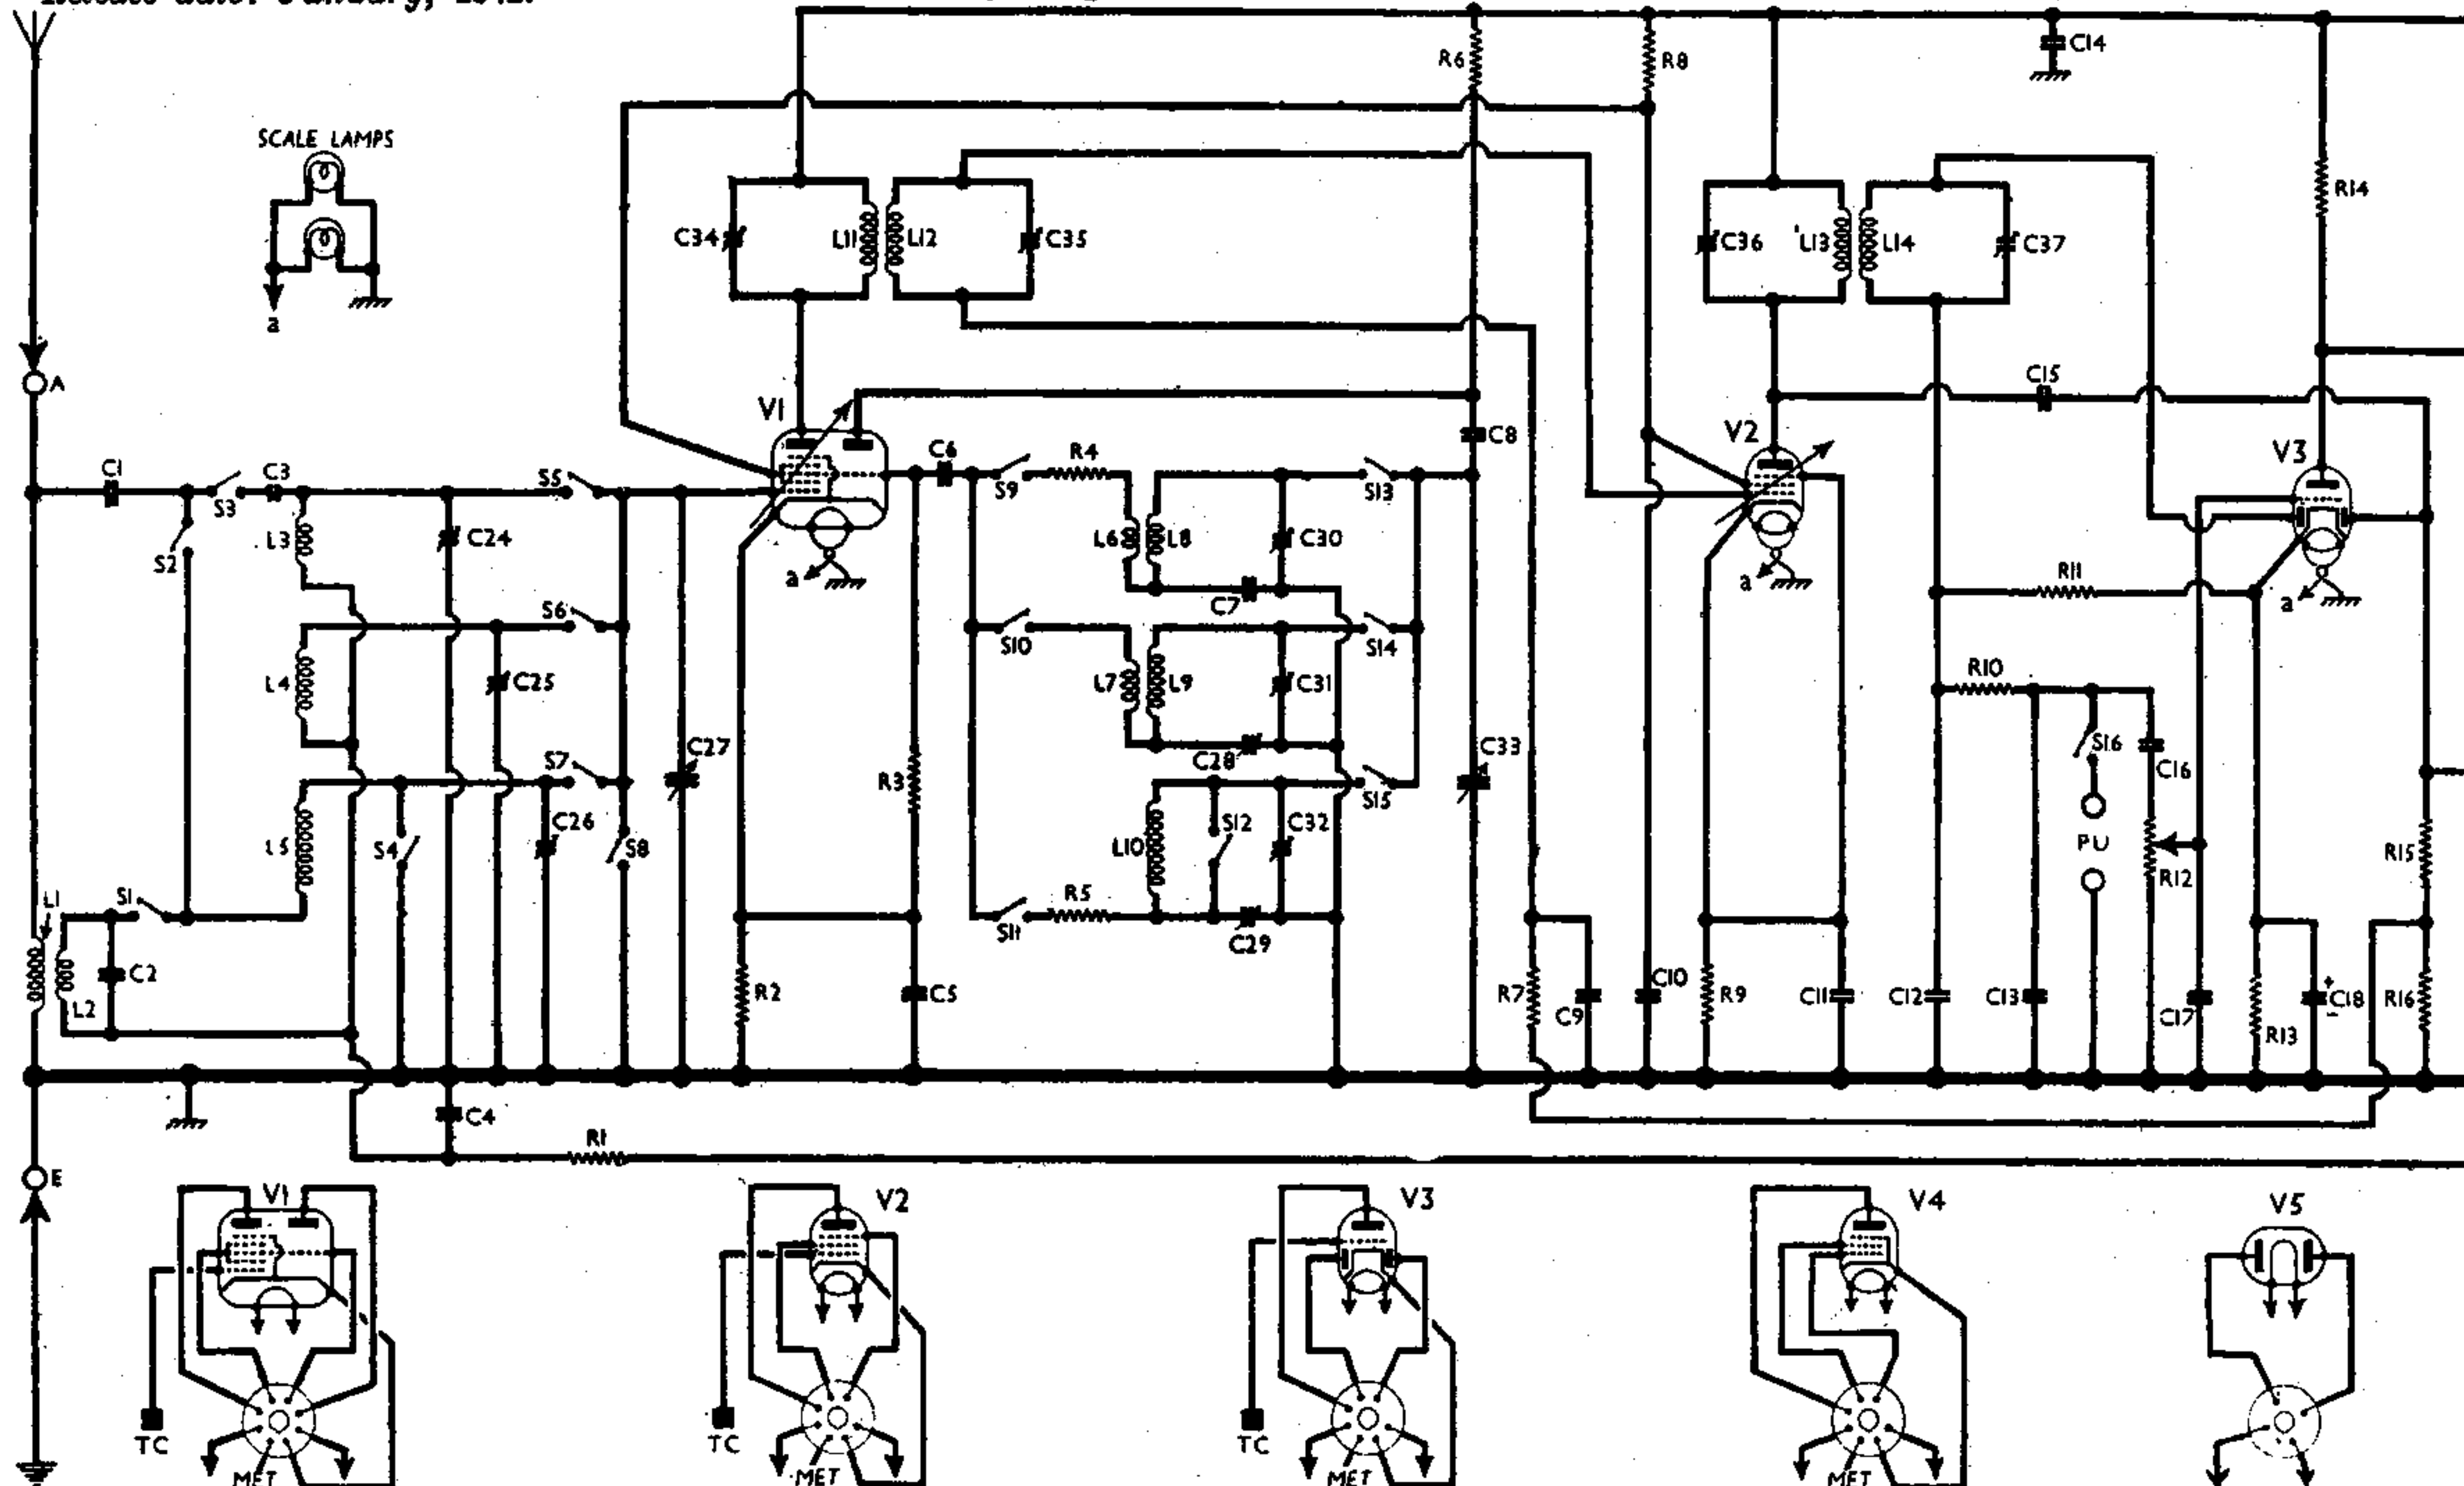 R6
R8
C14
SCALE LAMPS
a
C34
L11
L12
C35
C36
L13
L14
C37
R14
A
V1
V2
V3
C15
C1
S3
C3
S5
C6
S9
R4
S13
C8
S2
L3
C24
a
L6
L8
C30
C7
a
R11
a
S6
S10
S14
L4
C25
L7
L9
C31
C28
R10
S7
C27
R3
S15
C33
S16
C16
L5
S4
C26
S8
L10
S12
C32
PU
R12
R15
L1
S1
S11
R5
C29
C2
L2
R2
C5
R7
C9
C10
R9
C11
C12
C13
C17
R13
+
C18
-
R16
C4
R1
E
V1
V2
V3
V4
V5
TC
TC
TC
MET
MET
MET
MET